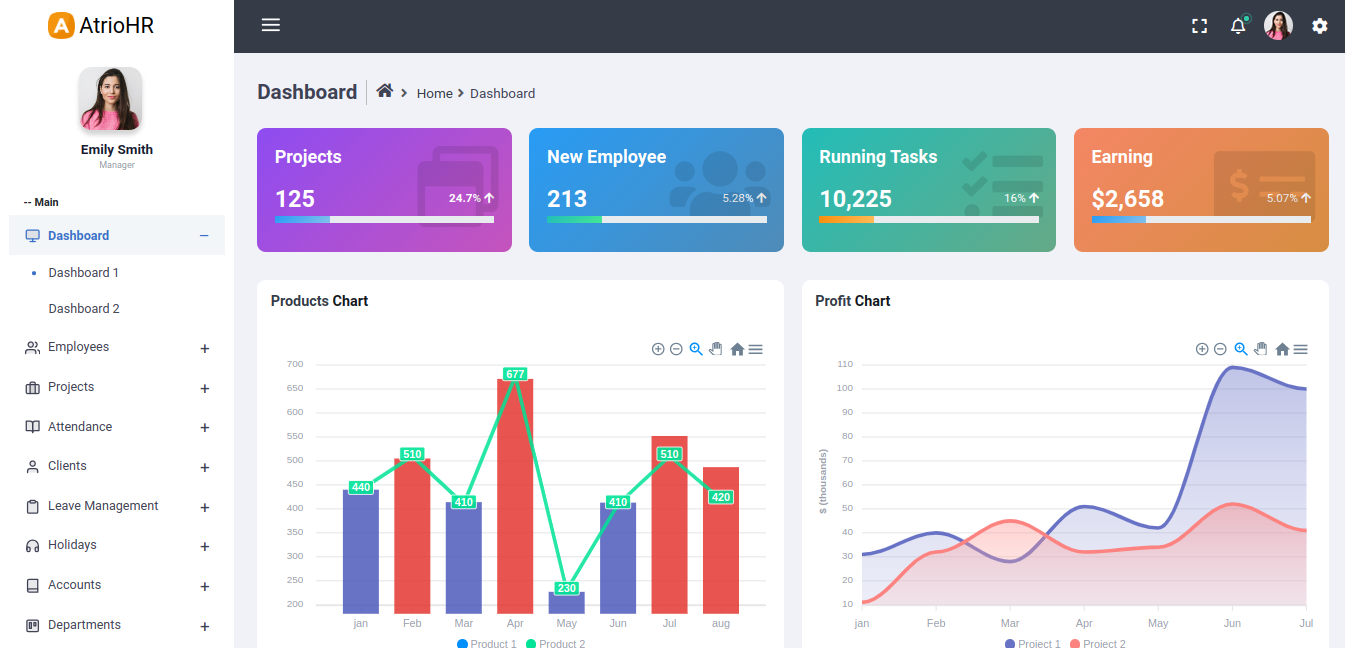 AtrioHR
Emily Smith
Manager
-- Main
Dashboard
Dashboard 1
Dashboard 2
Employees
Projects
Attendance
Clients
Leave Management
Holidays
Accounts
Departments
Dashboard
Home
Dashboard
Projects
125
24.7%
New Employee
213
5.28%
Running Tasks
10,225
16%
Earning
$2,658
5.07%
Products Chart
700
650
600
550
500
450
400
350
300
250
200
440
510
410
677
230
410
510
420
jan Feb Mar Apr May Jun Jul aug
Product 1 Product 2
Profit Chart
$ (thousands)
110
100
90
80
70
60
50
40
30
20
10
jan Feb Mar Apr May Jun Jul
Project 1 Project 2